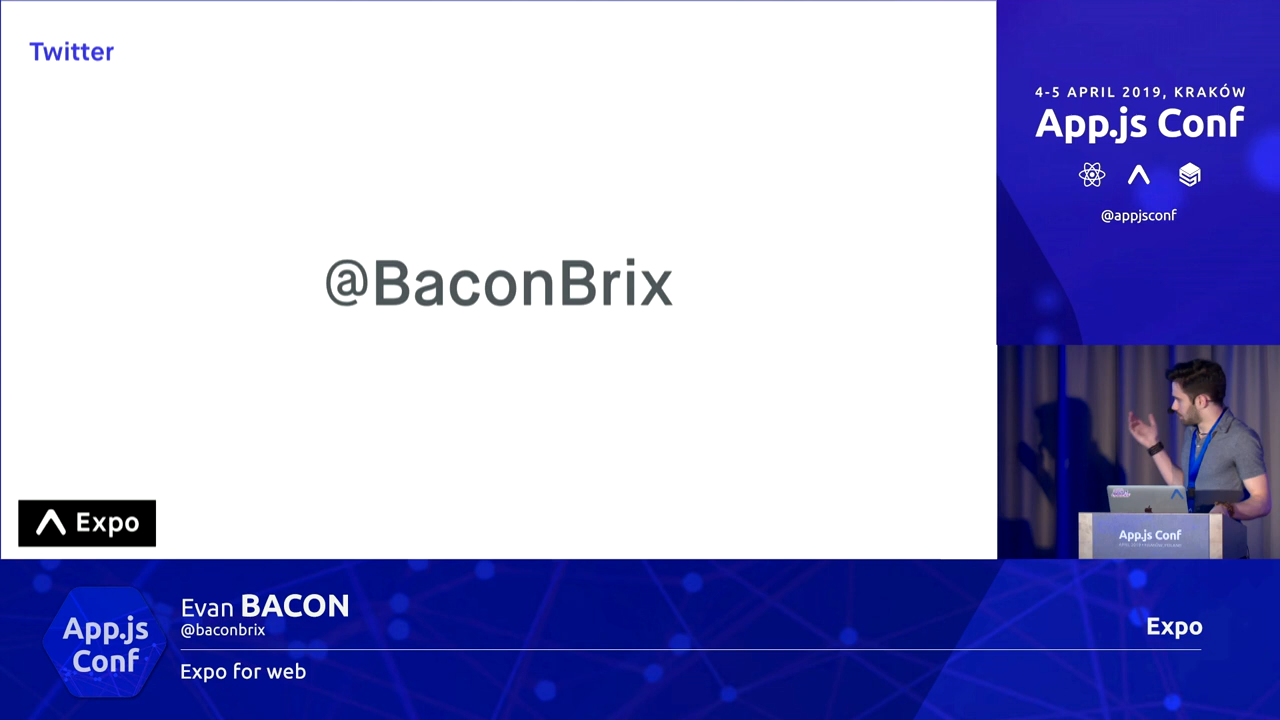 Twitter
@BaconBrix
Expo
4-5 APRIL 2019, KRAKÓW
App.js Conf
@appjsconf
App.js Conf
App.js
Conf
Evan BACON
@baconbrix
Expo for web
Expo